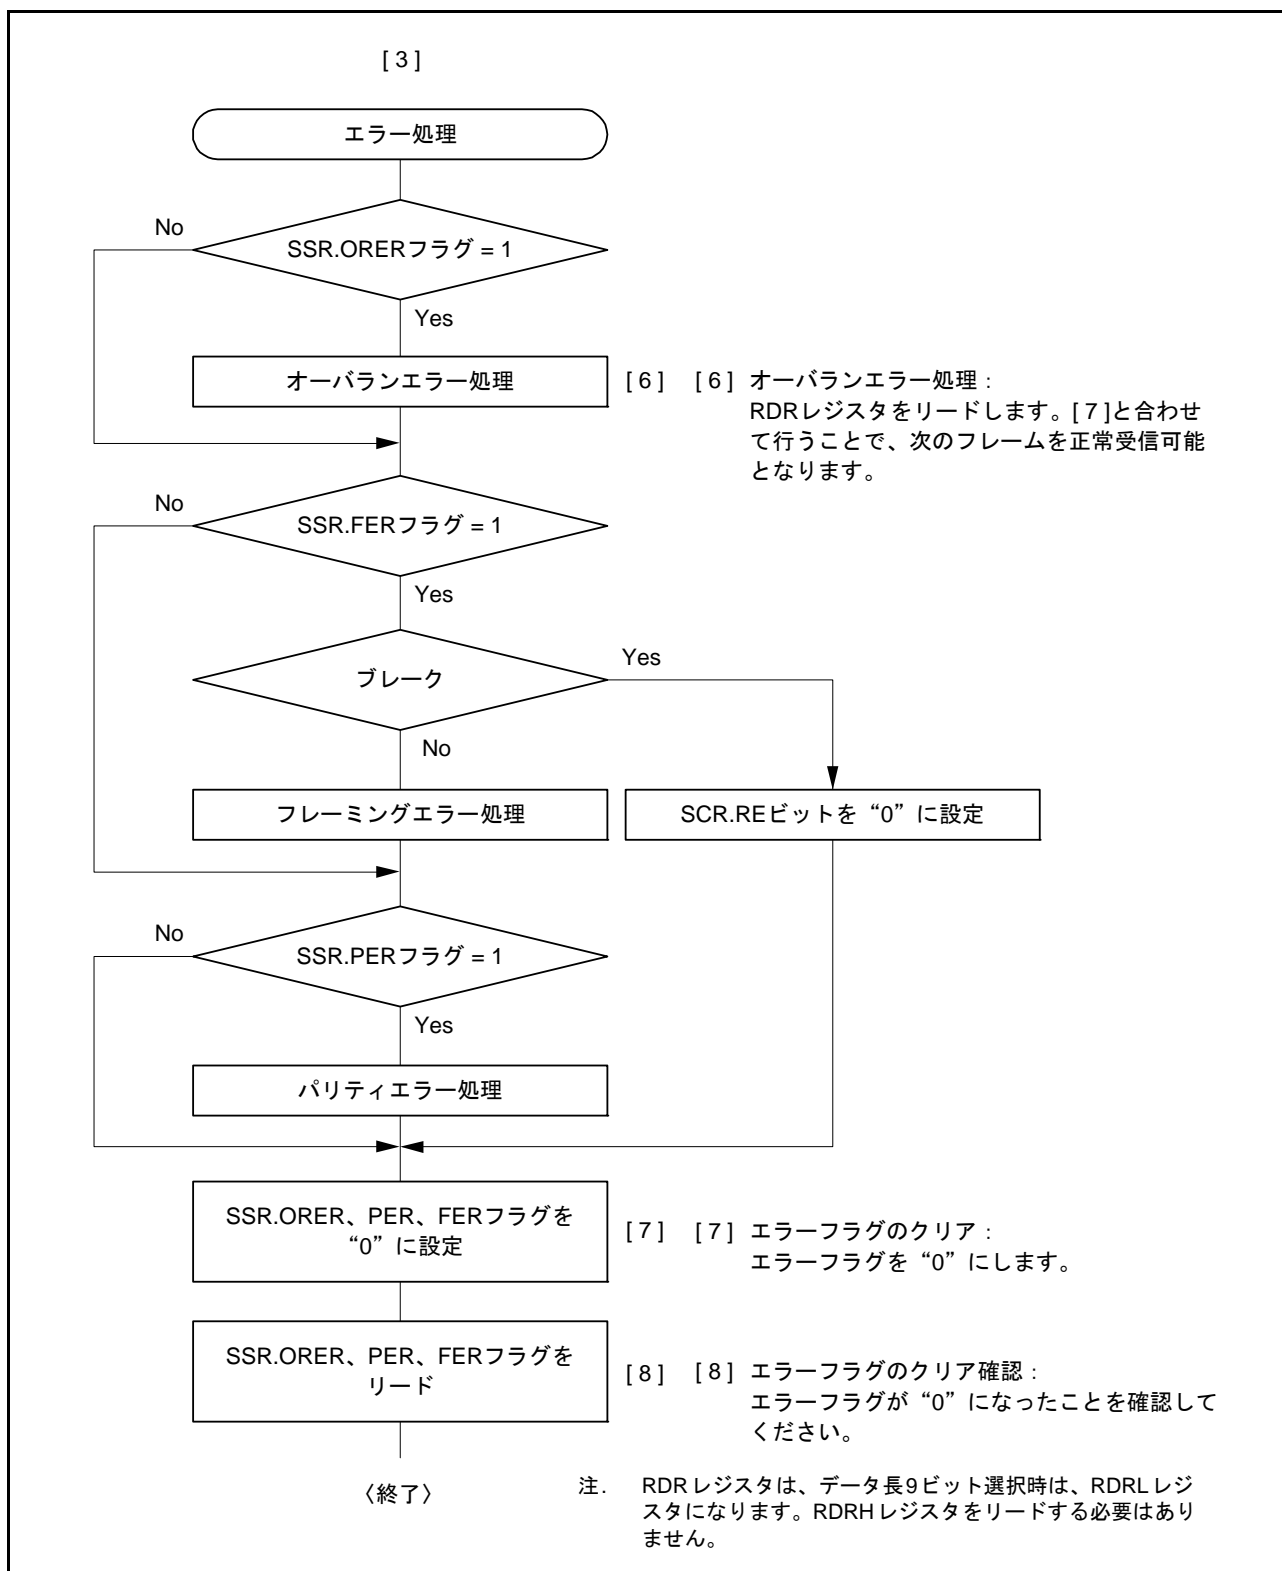 [ 3 ]
エラー処理
No
SSR.ORERフラグ = 1
Yes
オーバランエラー処理
[ 6 ]
[ 6 ] オーバランエラー処理：
RDRレジスタをリードします。[ 7 ]と合わせ
て行うことで、次のフレームを正常受信可能
となります。
No
SSR.FERフラグ = 1
Yes
ブレーク
Yes
No
フレーミングエラー処理
SCR.REビットを“0”に設定
No
SSR.PERフラグ = 1
Yes
パリティエラー処理
SSR.ORER、PER、FERフラグを
“0”に設定
[ 7 ]
[ 7 ] エラーフラグのクリア：
エラーフラグを“0”にします。
SSR.ORER、PER、FERフラグを
リード
[ 8 ]
[ 8 ] エラーフラグのクリア確認：
エラーフラグが“0”になったことを確認して
ください。
〈終了〉
注. RDRレジスタは、データ長9ビット選択時は、RDRLレジ
スタになります。RDRHレジスタをリードする必要はあり
ません。